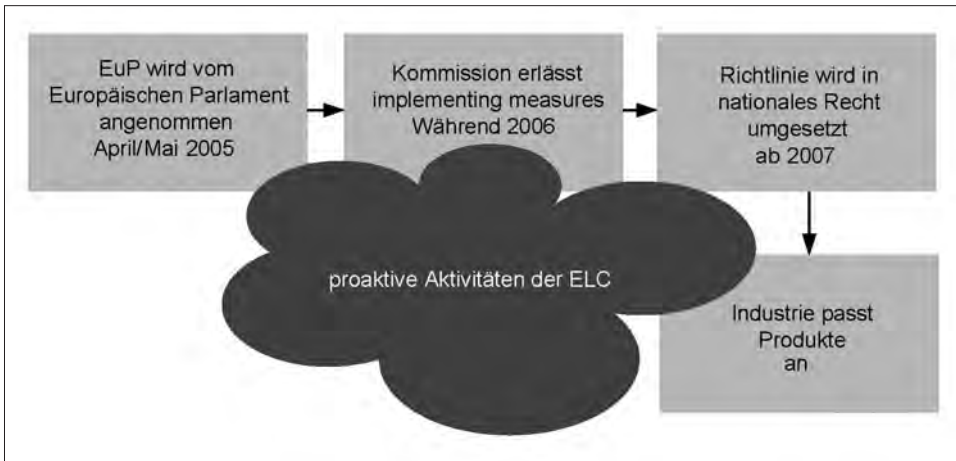 EuP wird vom
Europäischen Parlament
angenommen
April/Mai 2005
Kommission erlässt
implementing measures
Während 2006
Richtlinie wird in
nationales Recht
umgesetzt
ab 2007
proaktive Aktivitäten der ELC
Industrie passt
Produkte
an